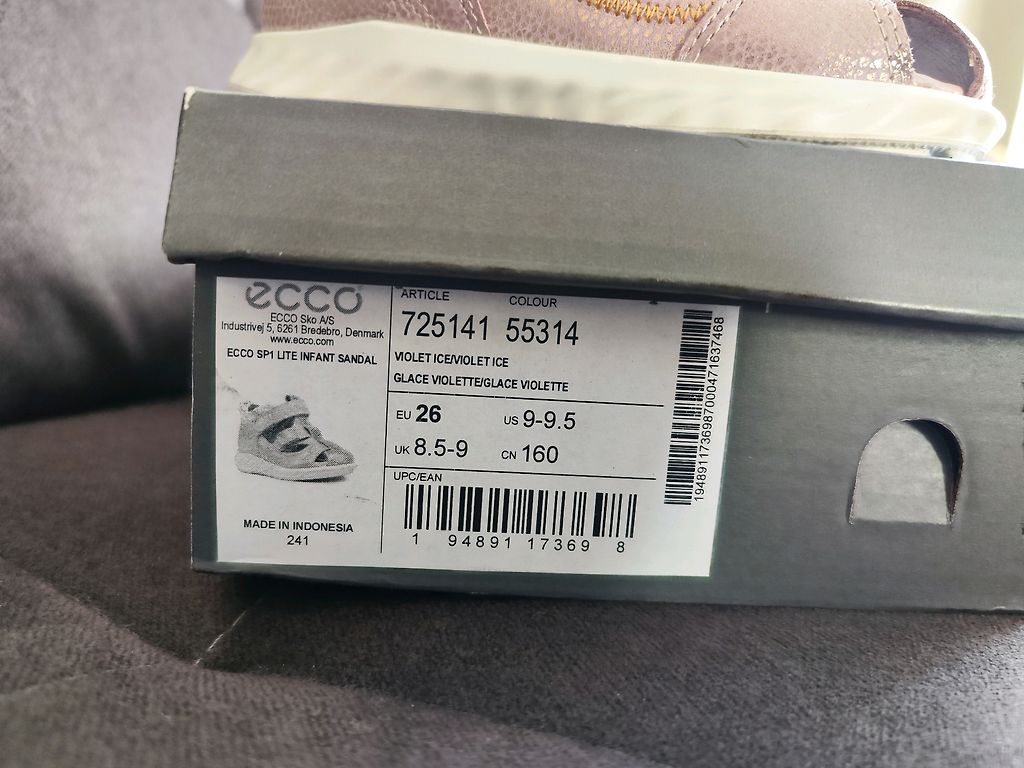 ecco
ECCO Sko A/S
Industrivej 5, 6261 Bredebro, Denmark
www.ecco.com
ECCO SP1 LITE INFANT SANDAL
MADE IN INDONESIA
241
ARTICLE COLOUR
725141 55314
VIOLET ICE/VIOLET ICE
GLACE VIOLETTE/GLACE VIOLETTE
EU 26 US 9-9.5
UK 8.5-9 CN 160
UPC/EAN
1 94891 17369 8
1948911736987000471637468